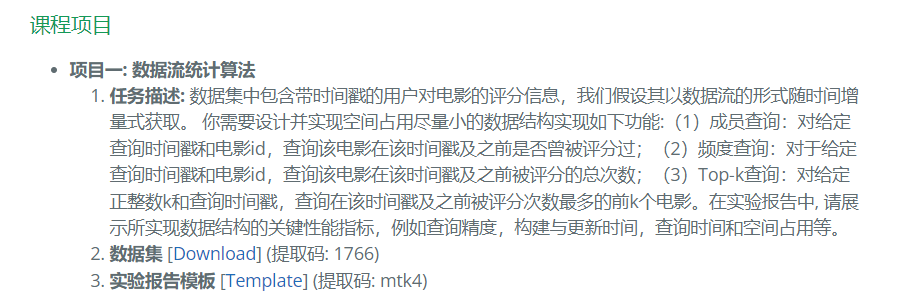 课程项目
• 项目一: 数据流统计算法
1. 任务描述: 数据集中包含带时间戳的用户对电影的评分信息，我们假设其以数据流的形式随时间增
量式获取。 你需要设计并实现空间占用尽量小的数据结构实现如下功能:（1）成员查询：对给定
查询时间戳和电影id，查询该电影在该时间戳及之前是否曾被评分过；（2）频度查询：对于给定
查询时间戳和电影id，查询该电影在该时间戳及之前被评分的总次数；（3）Top-k查询：对给定
正整数k和查询时间戳，查询在该时间戳及之前被评分次数最多的前k个电影。在实验报告中, 请展
示所实现数据结构的关键性能指标，例如查询精度，构建与更新时间，查询时间和空间占用等。
2. 数据集 [Download] (提取码: 1766)
3. 实验报告模板 [Template] (提取码: mtk4)